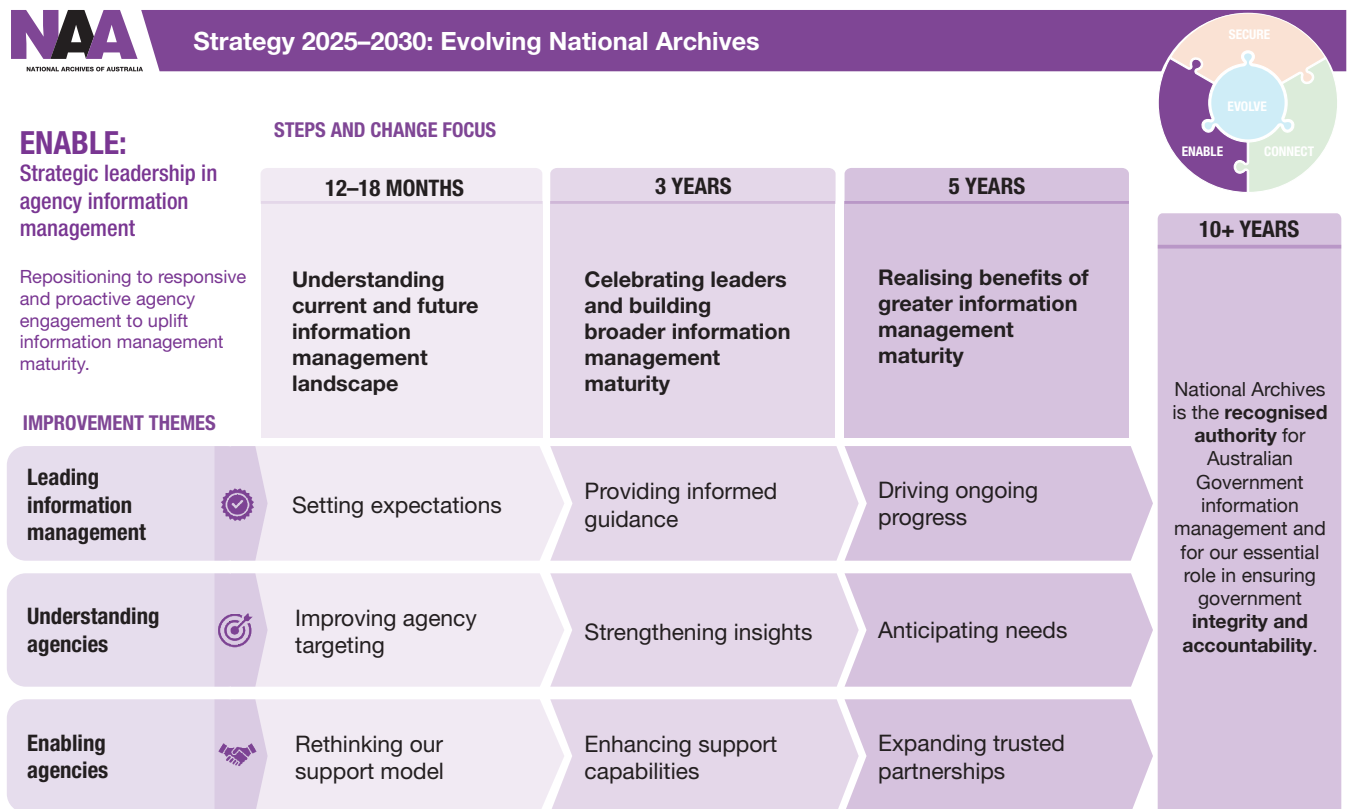 NAA
NATIONAL ARCHIVES OF AUSTRALIA
Strategy 2025–2030: Evolving National Archives
SECURE
EVOLVE
ENABLE
CONNECT
ENABLE:
Strategic leadership in
agency information
management
Repositioning to responsive
and proactive agency
engagement to uplift
information management
maturity.
STEPS AND CHANGE FOCUS
12–18 MONTHS
Understanding
current and future
information
management
landscape
3 YEARS
Celebrating leaders
and building
broader information
management
maturity
5 YEARS
Realising benefits of
greater information
management
maturity
10+ YEARS
National Archives
is the recognised
authority for
Australian
Government
information
management and
for our essential
role in ensuring
government
integrity and
accountability.
IMPROVEMENT THEMES
Leading
information
management
Setting expectations
Providing informed
guidance
Driving ongoing
progress
Understanding
agencies
Improving agency
targeting
Strengthening insights
Anticipating needs
Enabling
agencies
Rethinking our
support model
Enhancing support
capabilities
Expanding trusted
partnerships